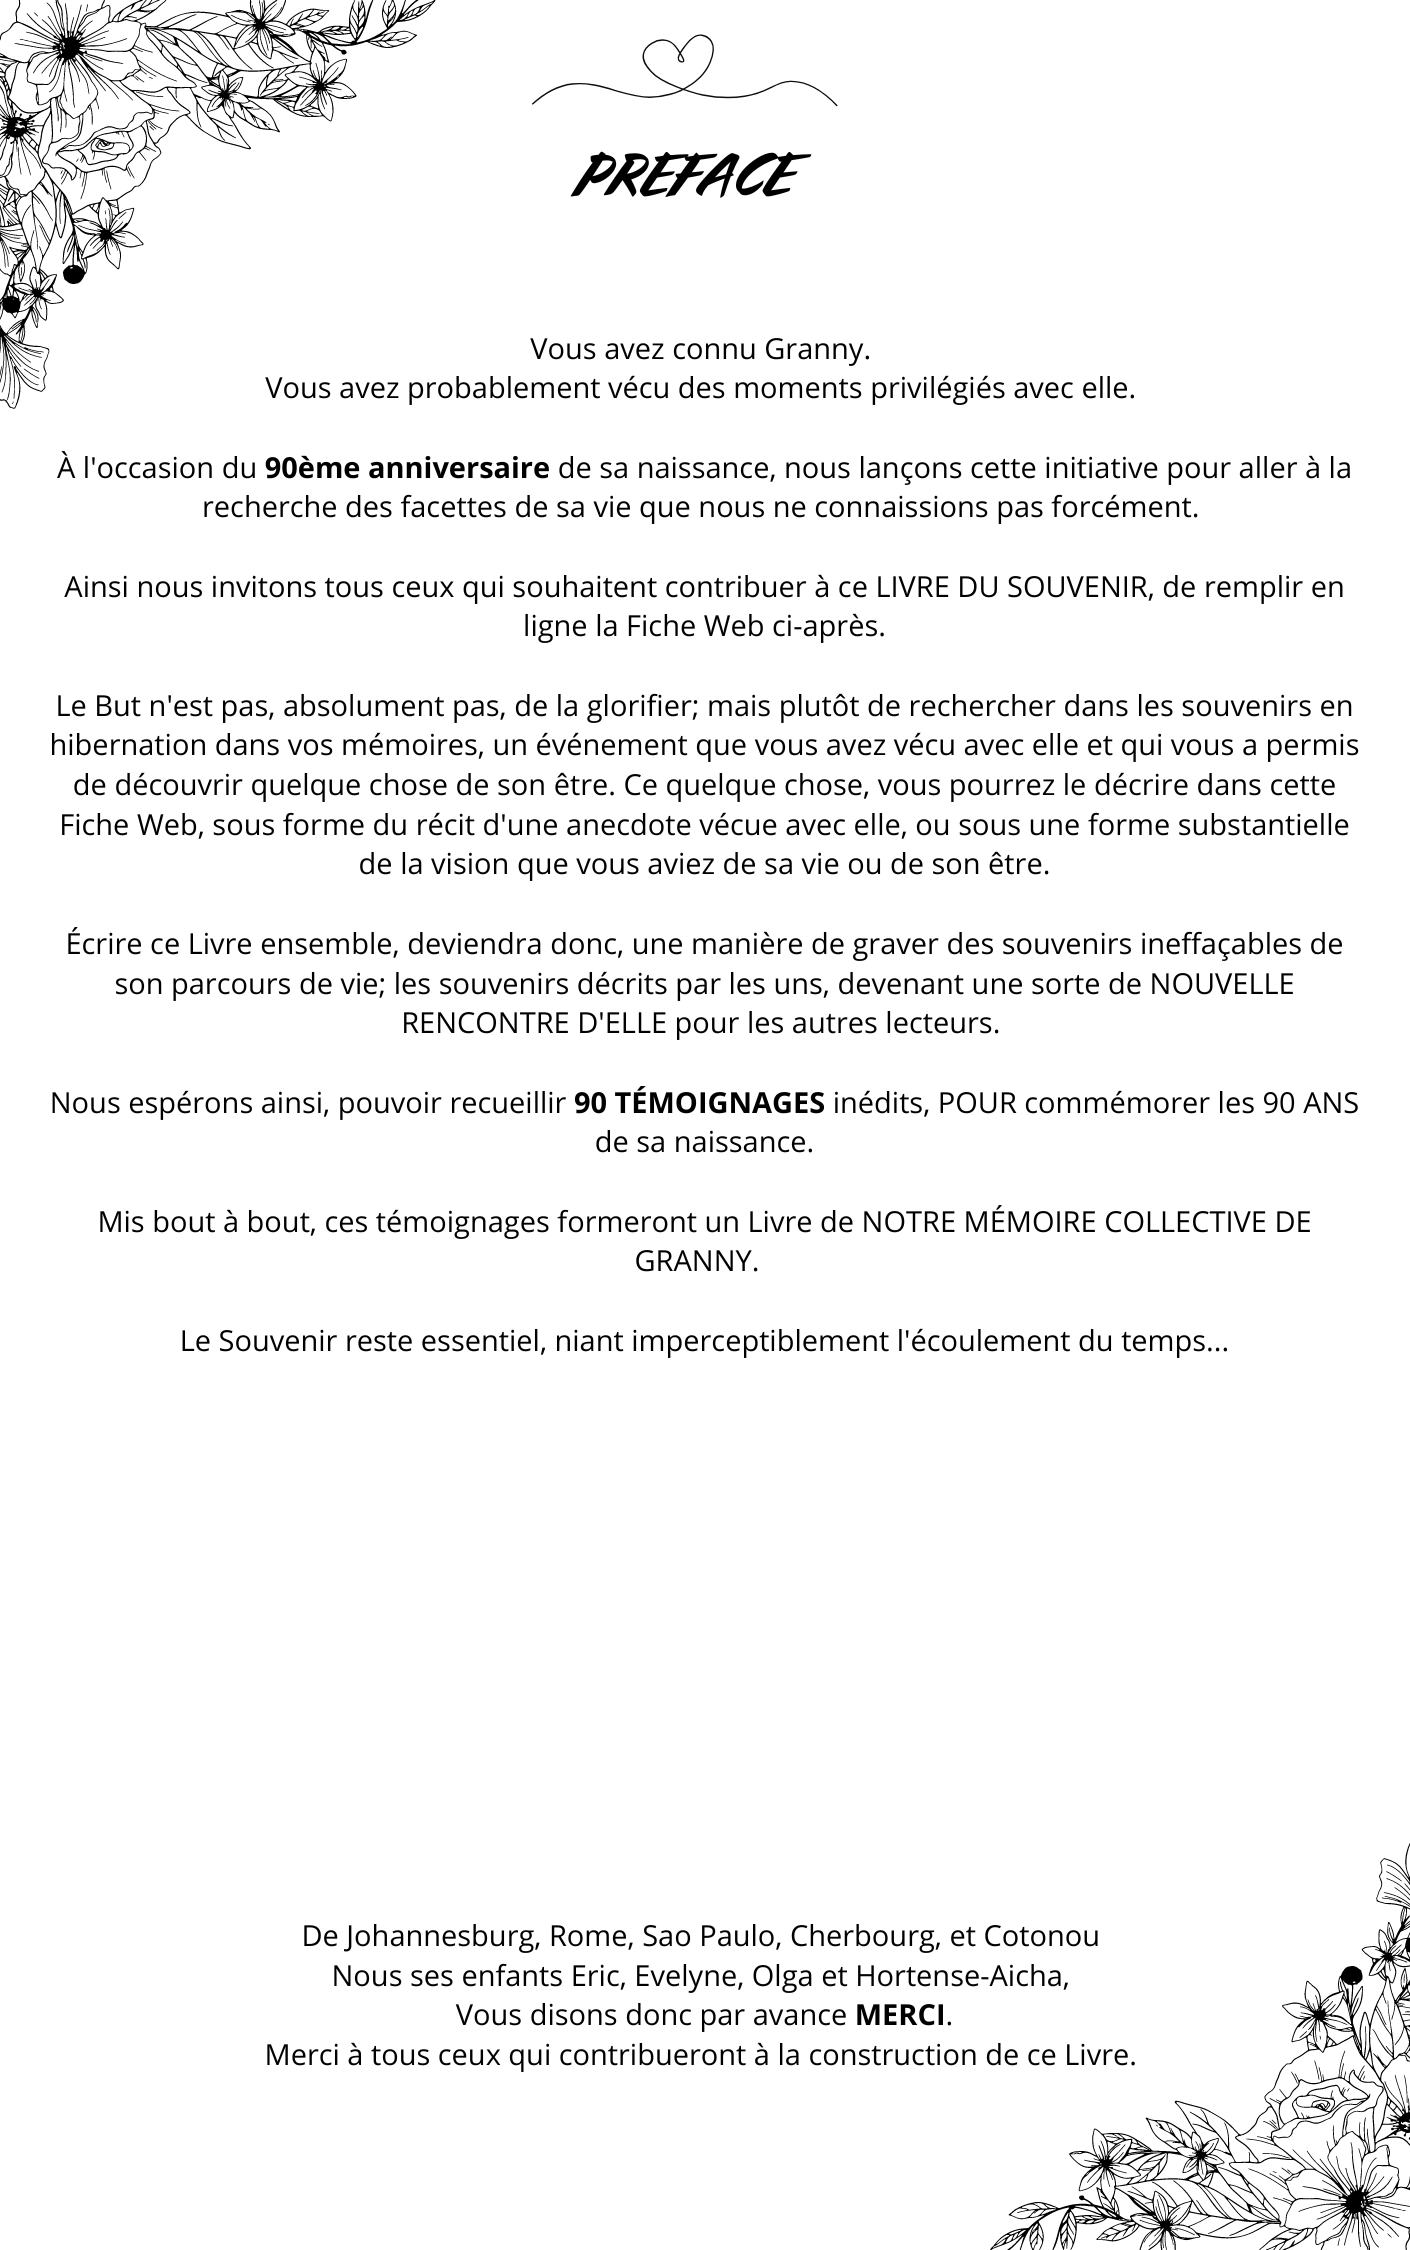 PREFACE
Vous avez connu Granny.
Vous avez probablement vécu des moments privilégiés avec elle.
À l'occasion du 90ème anniversaire de sa naissance, nous lançons cette initiative pour aller à la
recherche des facettes de sa vie que nous ne connaissions pas forcément.
Ainsi nous invitons tous ceux qui souhaitent contribuer à ce LIVRE DU SOUVENIR, de remplir en
ligne la Fiche Web ci-après.
Le But n'est pas, absolument pas, de la glorifier; mais plutôt de rechercher dans les souvenirs en
hibernation dans vos mémoires, un événement que vous avez vécu avec elle et qui vous a permis
de découvrir quelque chose de son être. Ce quelque chose, vous pourrez le décrire dans cette
Fiche Web, sous forme du récit d'une anecdote vécue avec elle, ou sous une forme substantielle
de la vision que vous aviez de sa vie ou de son être.
Écrire ce Livre ensemble, deviendra donc, une manière de graver des souvenirs ineffaçables de
son parcours de vie; les souvenirs décrits par les uns, devenant une sorte de NOUVELLE
RENCONTRE D'ELLE pour les autres lecteurs.
Nous espérons ainsi, pouvoir recueillir 90 TÉMOIGNAGES inédits, POUR commémorer les 90 ANS
de sa naissance.
Mis bout à bout, ces témoignages formeront un Livre de NOTRE MÉMOIRE COLLECTIVE DE
GRANNY.
Le Souvenir reste essentiel, niant imperceptiblement l'écoulement du temps...
De Johannesburg, Rome, Sao Paulo, Cherbourg, et Cotonou
Nous ses enfants Eric, Evelyne, Olga et Hortense-Aicha,
Vous disons donc par avance MERCI.
Merci à tous ceux qui contribueront à la construction de ce Livre.